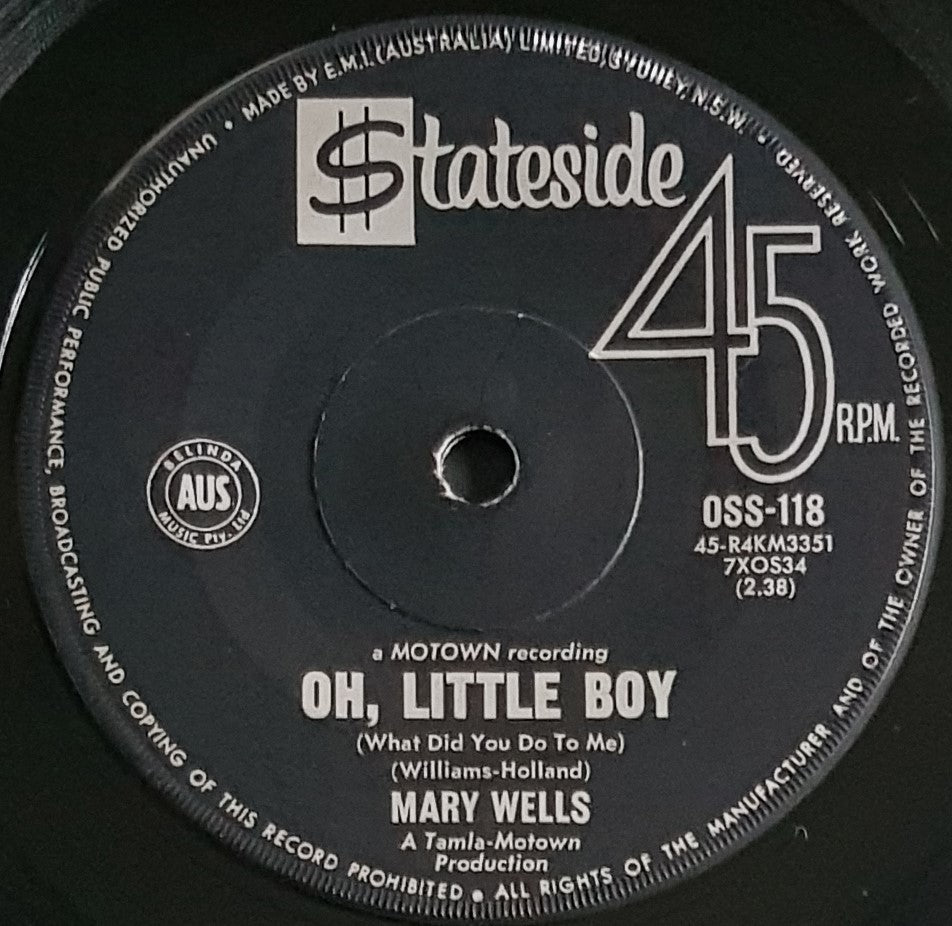 MADE BY E.M.I. (AUSTRALIA) LIMITED, SYDNEY, N.S.W. • ALL RIGHTS OF THE MANUFACTURER AND OF THE OWNER OF THE RECORDED WORK RESERVED
UNAUTHORIZED PUBLIC PERFORMANCE, BROADCASTING AND COPYING OF THIS RECORD PROHIBITED •
$tateside
45
R.P.M.
BELINDA
AUS
MUSIC Pty. Ltd
OSS-118
45-R4KM3351
7XOS34
(2.38)
a MOTOWN recording
OH, LITTLE BOY
(What Did You Do To Me)
(Williams-Holland)
MARY WELLS
A Tamla-Motown
Production